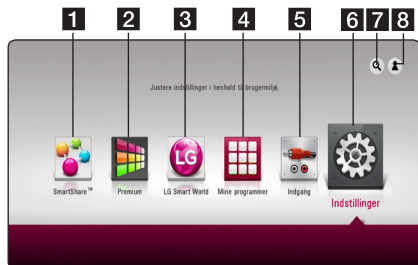 1 2 3 4 5 6 7 8
Justere indstillinger i henhold til brugermiljø.
LG
SmartShare™ Premium LG Smart World Mine programmer Indgang
Indstillinger